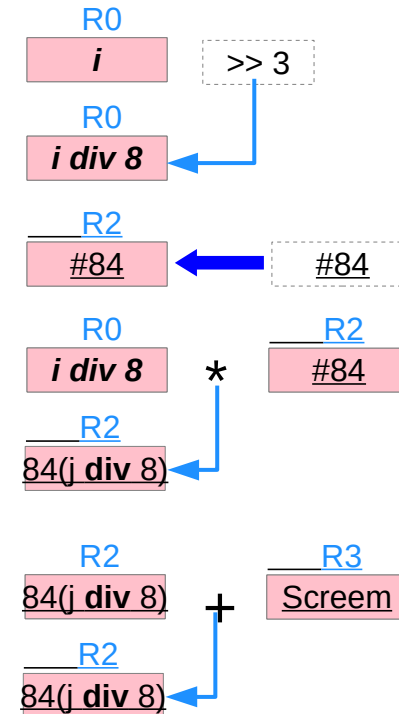 R0
i >> 3
R0
i div 8
R2
#84 #84
R0 R2
i div 8 * #84
R2
84(j div 8)
R2 R3
84(j div 8) + Screem
R2
84(j div 8)